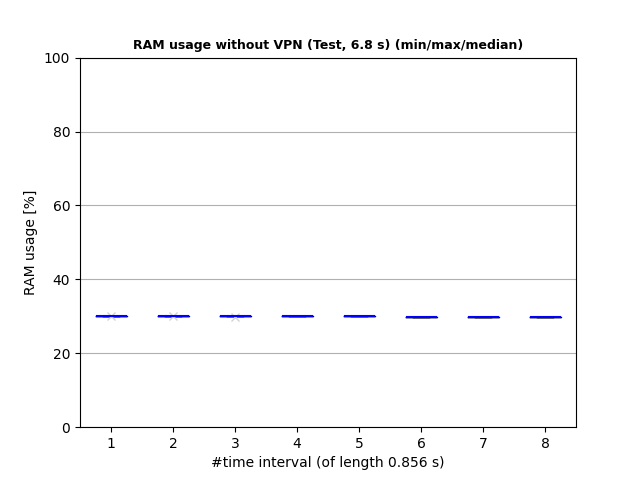 RAM usage without VPN (Test, 6.8 s) (min/max/median)
100
80
60
40
20
0
RAM usage [%]
1 2 3 4 5 6 7 8
#time interval (of length 0.856 s)